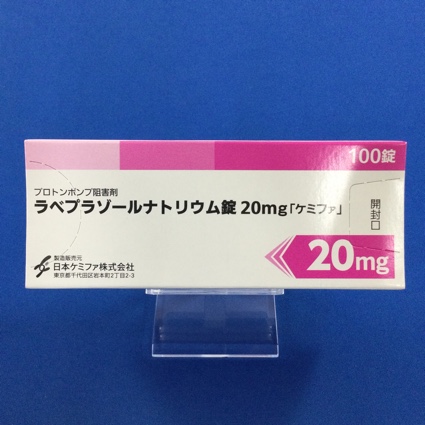 100錠
プロトンポンプ阻害剤
ラベプラゾールナトリウム錠 20mg「ケミファ」
開封口
製造販売元
日本ケミファ株式会社
東京都千代田区岩本町2丁目2-3
20mg